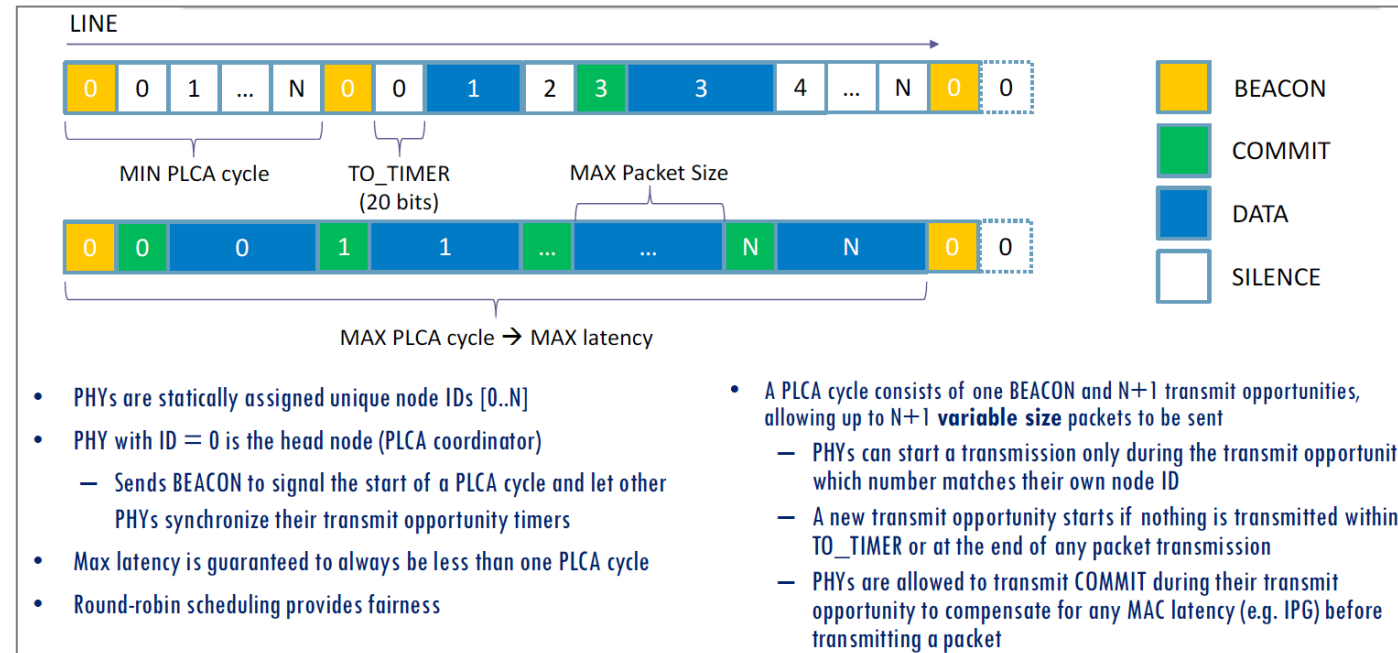 LINE
0 0 1 ... N 0 0 1 2 3 3 4 ... N 0 0
BEACON
COMMIT
DATA
SILENCE
MIN PLCA cycle
TO_TIMER
(20 bits)
MAX Packet Size
0 0 0 1 1 ... ... N N 0 0
MAX PLCA cycle → MAX latency
• PHYs are statically assigned unique node IDs [0..N]
• PHY with ID = 0 is the head node (PLCA coordinator)
— Sends BEACON to signal the start of a PLCA cycle and let other
PHYs synchronize their transmit opportunity timers
• Max latency is guaranteed to always be less than one PLCA cycle
• Round-robin scheduling provides fairness
• A PLCA cycle consists of one BEACON and N+1 transmit opportunities,
allowing up to N+1 variable size packets to be sent
— PHYs can start a transmission only during the transmit opportunit
which number matches their own node ID
— A new transmit opportunity starts if nothing is transmitted within
TO_TIMER or at the end of any packet transmission
— PHYs are allowed to transmit COMMIT during their transmit
opportunity to compensate for any MAC latency (e.g. IPG) before
transmitting a packet